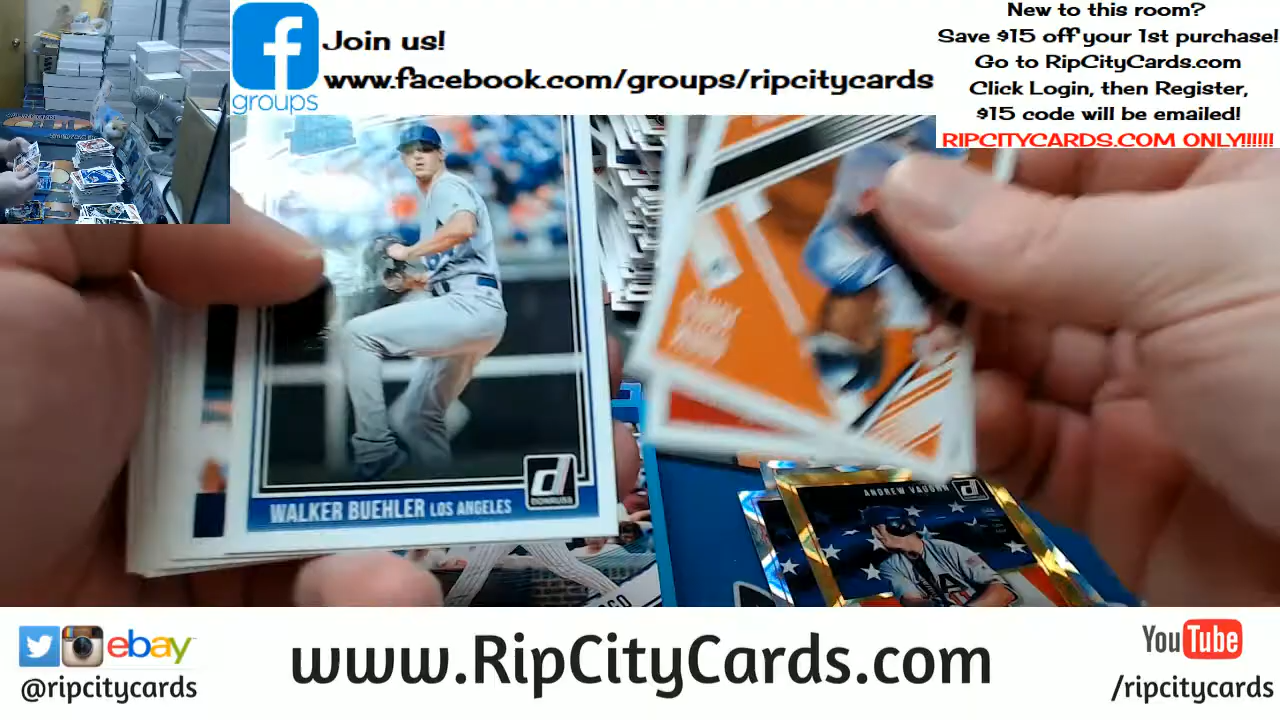 Join us!
www.facebook.com/groups/ripcitycards
groups
New to this room?
Save $15 off your 1st purchase!
Go to RipCityCards.com
Click Login, then Register,
$15 code will be emailed!
RIPCITYCARDS.COM ONLY!!!!!!
WALKER BUEHLER LOS ANGELES
d
DONRUSS
ANDREW VAUGHN
ebay
@ripcitycards
www.RipCityCards.com
YouTube
/ripcitycards